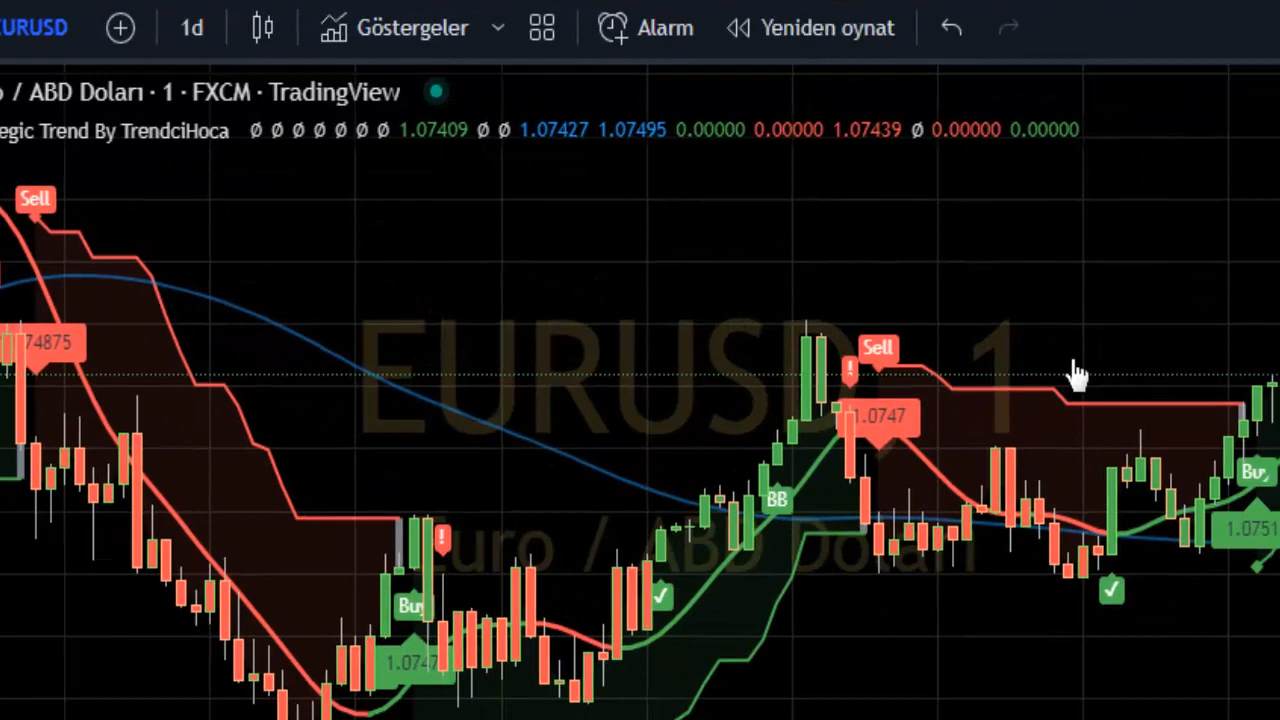 EURUSD 1d Göstergeler Alarm Yeniden oynat
/ ABD Doları · 1 · FXCM · TradingView
egic Trend By TrendciHoca Ø Ø Ø Ø Ø Ø Ø 1.07409 Ø Ø 1.07427 1.07495 0.00000 0.00000 1.07439 Ø 0.00000 0.00000
Sell
74875
EURUSD, 1
Sell
!
1.0747
Buy
BB
1.0751
!
Euro / ABD Doları
✓
✓
Buy
1.0747